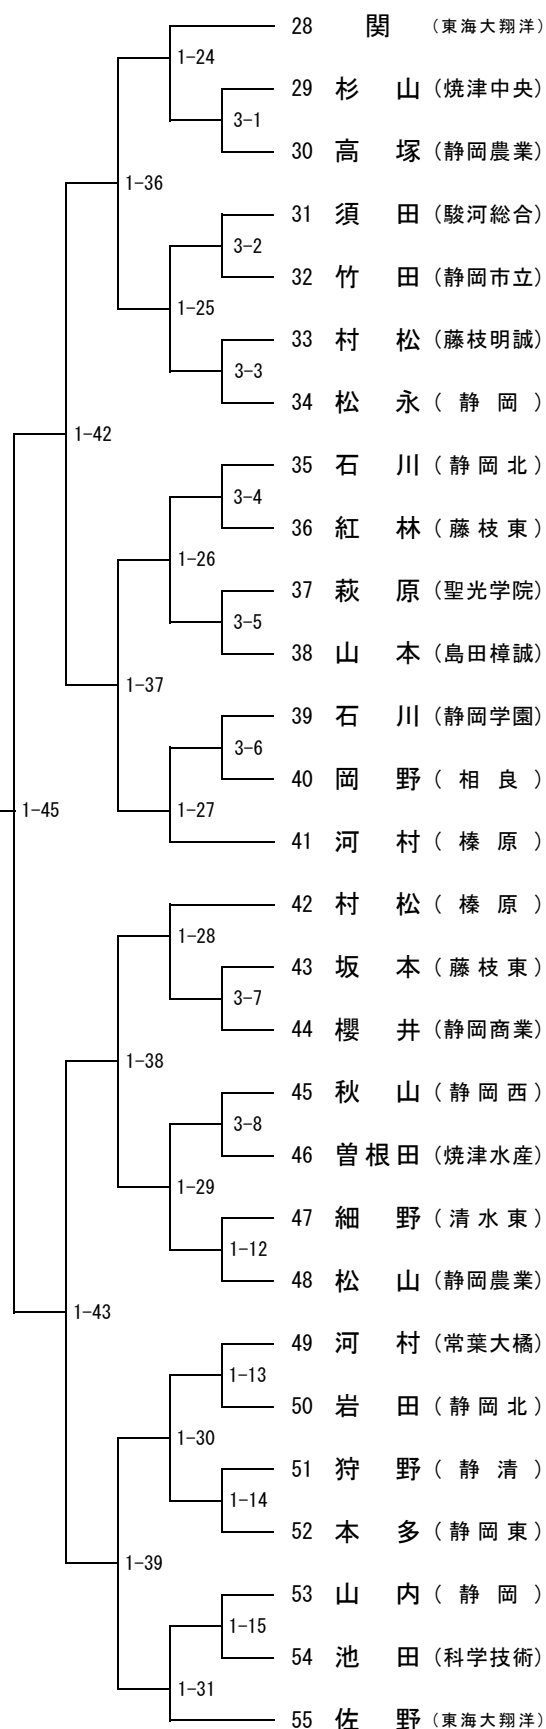 28 関 (東海大翔洋)
1-24
29 杉山 (焼津中央)
3-1
30 高塚 (静岡農業)
1-36
31 須田 (駿河総合)
3-2
32 竹田 (静岡市立)
1-25
33 村松 (藤枝明誠)
3-3
34 松永 (静岡)
1-42
35 石川 (静岡北)
3-4
36 紅林 (藤枝東)
1-26
37 萩原 (聖光学院)
3-5
38 山本 (島田樟誠)
1-37
39 石川 (静岡学園)
3-6
40 岡野 (相良)
1-45
1-27
41 河村 (榛原)
42 村松 (榛原)
1-28
43 坂本 (藤枝東)
3-7
44 櫻井 (静岡商業)
1-38
45 秋山 (静岡西)
3-8
46 曽根田 (焼津水産)
1-29
47 細野 (清水東)
1-12
48 松山 (静岡農業)
1-43
49 河村 (常葉大橘)
1-13
50 岩田 (静岡北)
1-30
51 狩野 (静清)
1-14
52 本多 (静岡東)
1-39
53 山内 (静岡)
1-15
54 池田 (科学技術)
1-31
55 佐野 (東海大翔洋)